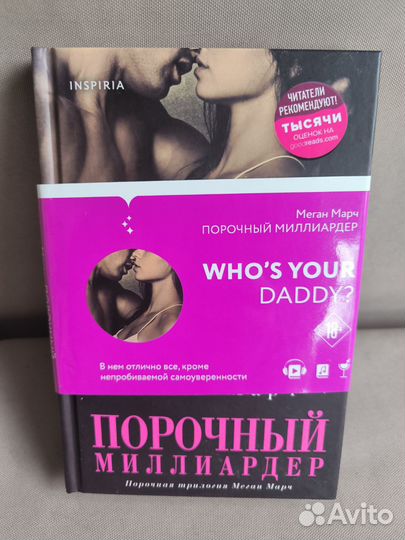 INSPIRIA
ЧИТАТЕЛИ
РЕКОМЕНДУЮТ!
ТЫСЯЧИ
ОЦЕНОК НА
goodreads.com
Меган Марч
ПОРОЧНЫЙ МИЛЛИАРДЕР
WHO'S YOUR
DADDY?
18+
В нем отлично все, кроме
непробиваемой самоуверенности
ПОРОЧНЫЙ
МИЛЛИАРДЕР
Порочная трилогия Меган Марч
Avito